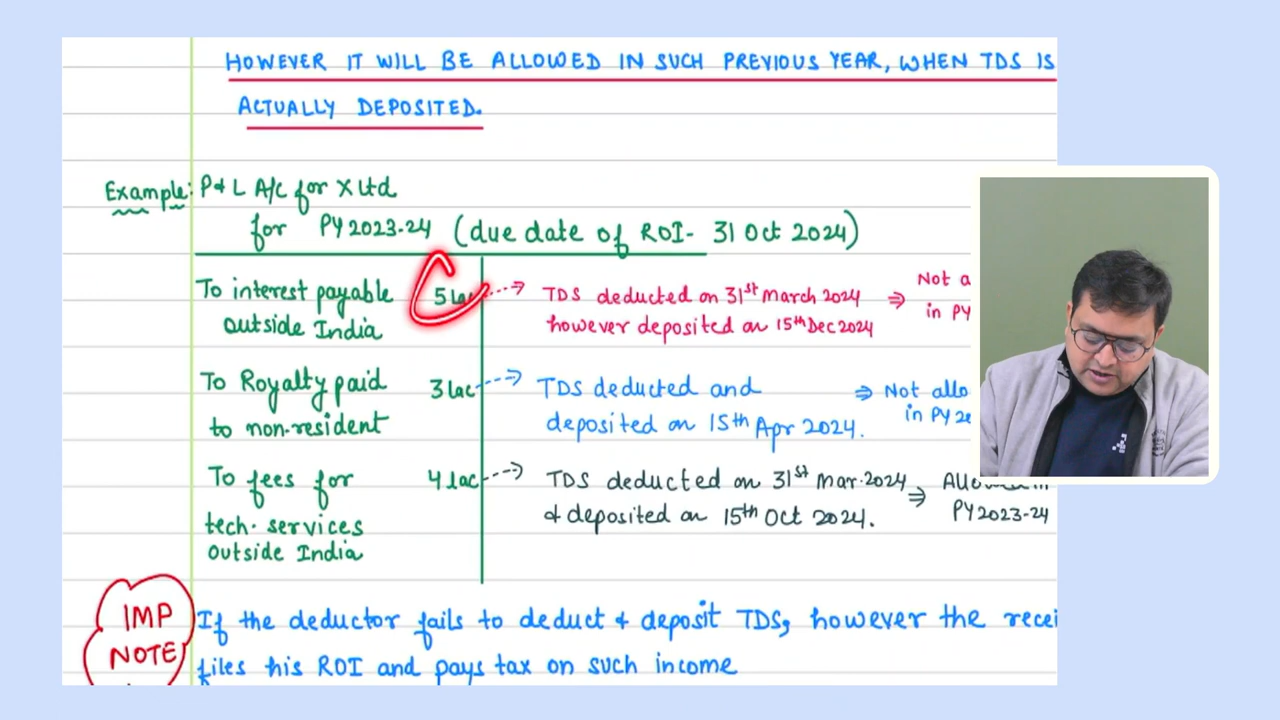 HOWEVER IT WILL BE ALLOWED IN SUCH PREVIOUS YEAR, WHEN TDS IS
ACTUALLY DEPOSITED.
Example: P & L A/c for X Ltd
for PY 2023-24 (due date of ROI- 31 Oct 2024)
To interest payable
outside India
5 lac
TDS deducted on 31st March 2024
however deposited on 15th Dec 2024
⇒ Not a
in PY
To Royalty paid
to non-resident
3 lac
TDS deducted and
deposited on 15th Apr 2024.
⇒ Not allo
in PY 2
To fees for
tech. services
outside India
4 lac
TDS deducted on 31st Mar. 2024
& deposited on 15th Oct 2024.
⇒
PY 2023-24
IMP
NOTE
If the deductor fails to deduct & deposit TDS, however the recei
files his ROI and pays tax on such income